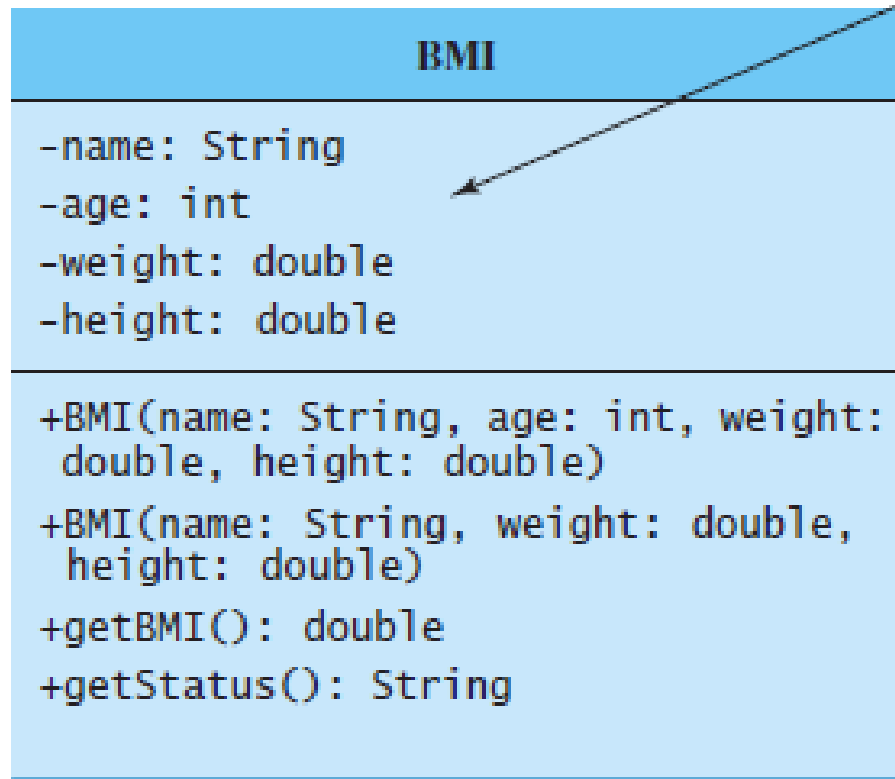 BMI
-name: String
-age: int
-weight: double
-height: double
+BMI(name: String, age: int, weight:
double, height: double)
+BMI(name: String, weight: double,
height: double)
+getBMI(): double
+getStatus(): String